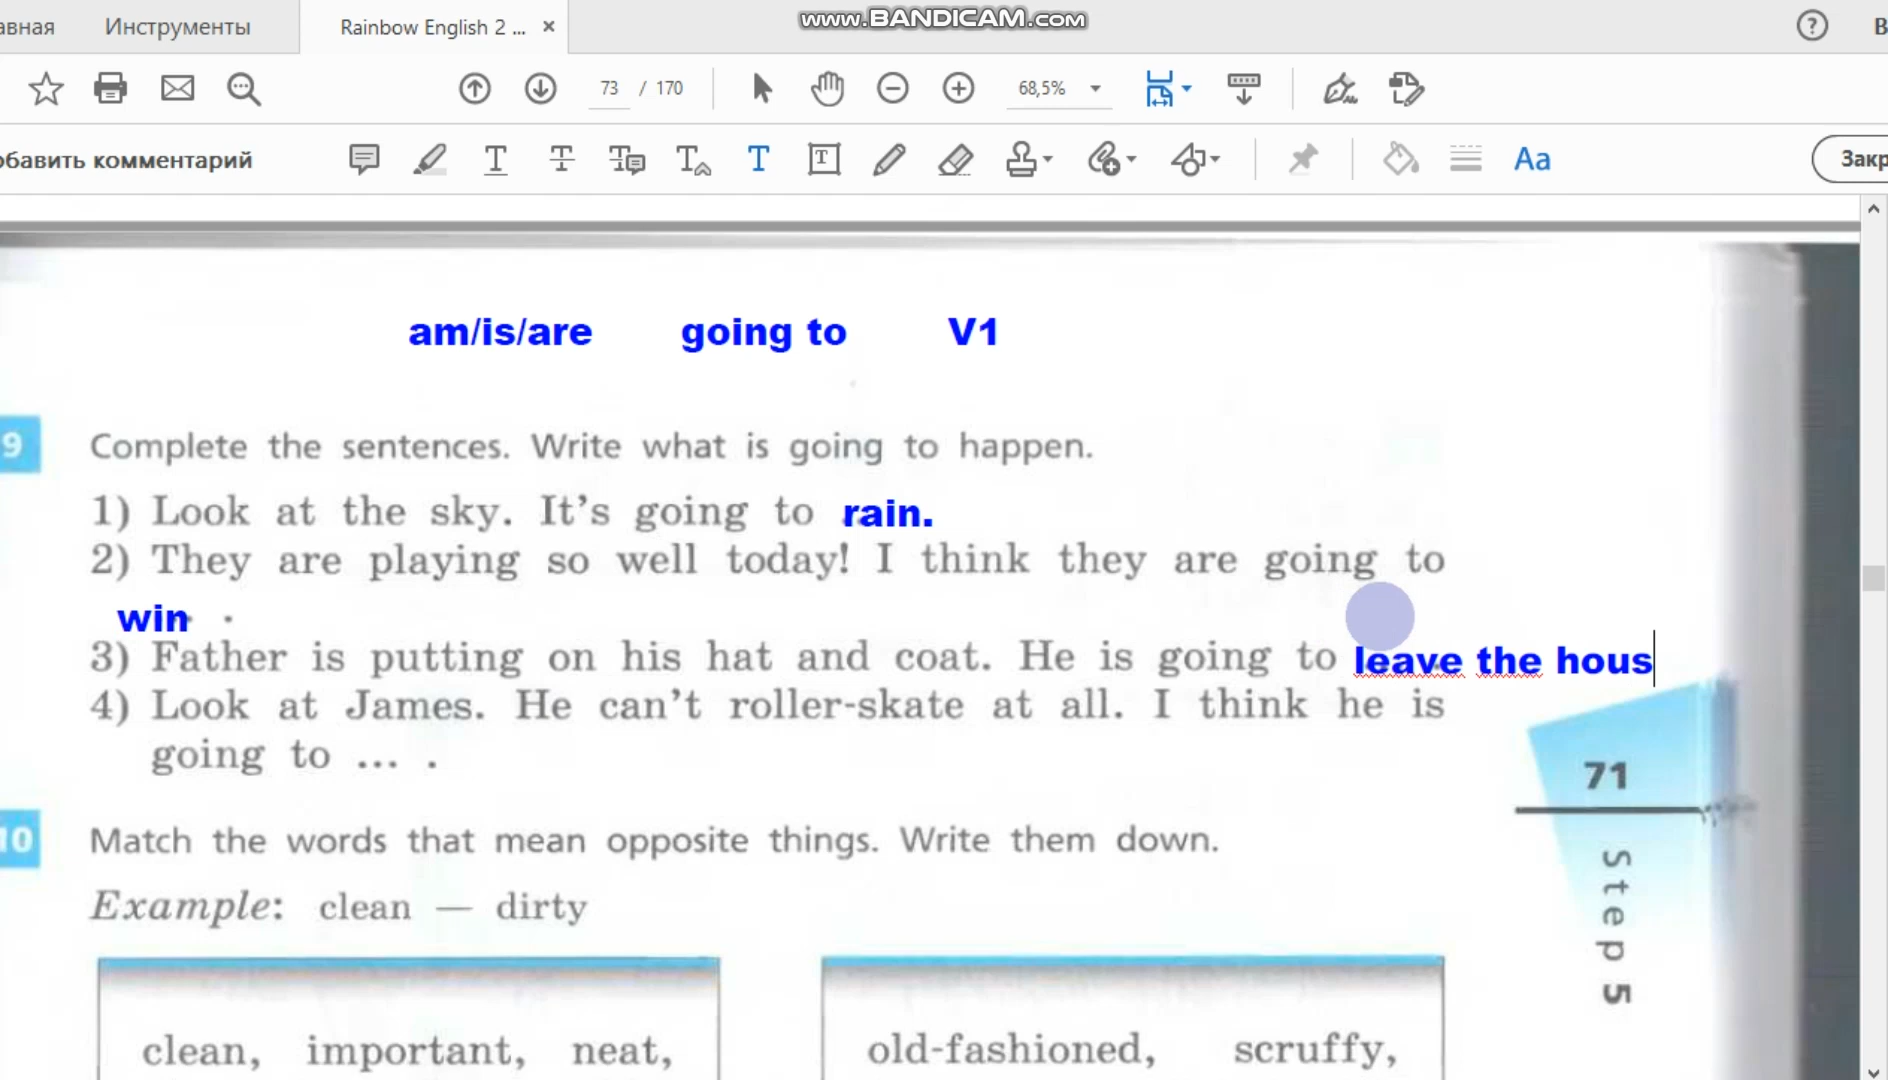 авная Инструменты Rainbow English 2 ... × www.BANDICAM.com ? В
73 / 170 68,5%
обавить комментарий Aa Закр
am/is/are going to V1
9 Complete the sentences. Write what is going to happen.
1) Look at the sky. It's going to rain.
2) They are playing so well today! I think they are going to
win .
3) Father is putting on his hat and coat. He is going to leave the hous
4) Look at James. He can't roller-skate at all. I think he is
going to ... .
71
Step 5
10 Match the words that mean opposite things. Write them down.
Example: clean — dirty
clean, important, neat,
old-fashioned, scruffy,